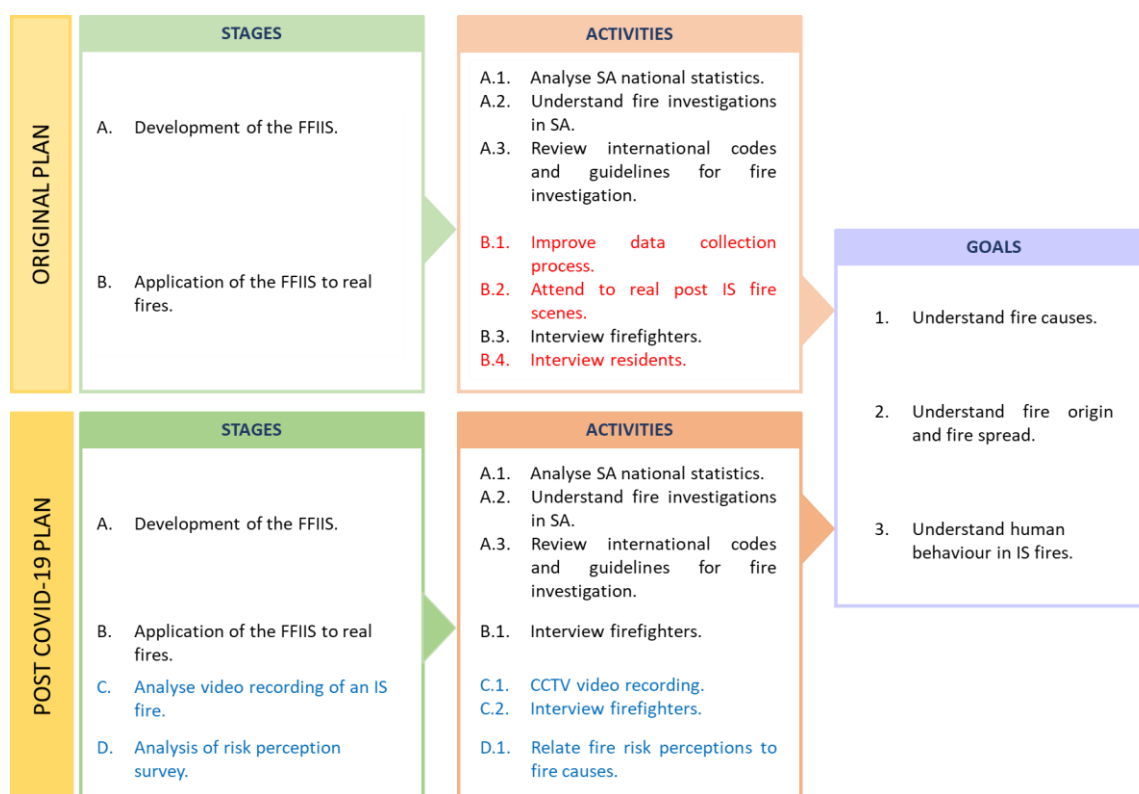 ORIGINAL PLAN
STAGES
A. Development of the FFIIS.
B. Application of the FFIIS to real
fires.
ACTIVITIES
A.1. Analyse SA national statistics.
A.2. Understand fire investigations
in SA.
A.3. Review international codes
and guidelines for fire
investigation.
B.1. Improve data collection
process.
B.2. Attend to real post IS fire
scenes.
B.3. Interview firefighters.
B.4. Interview residents.
POST COVID-19 PLAN
STAGES
A. Development of the FFIIS.
B. Application of the FFIIS to real
fires.
C. Analyse video recording of an IS
fire.
D. Analysis of risk perception
survey.
ACTIVITIES
A.1. Analyse SA national statistics.
A.2. Understand fire investigations
in SA.
A.3. Review international codes
and guidelines for fire
investigation.
B.1. Interview firefighters.
C.1. CCTV video recording.
C.2. Interview firefighters.
D.1. Relate fire risk perceptions to
fire causes.
GOALS
1. Understand fire causes.
2. Understand fire origin
and fire spread.
3. Understand human
behaviour in IS fires.